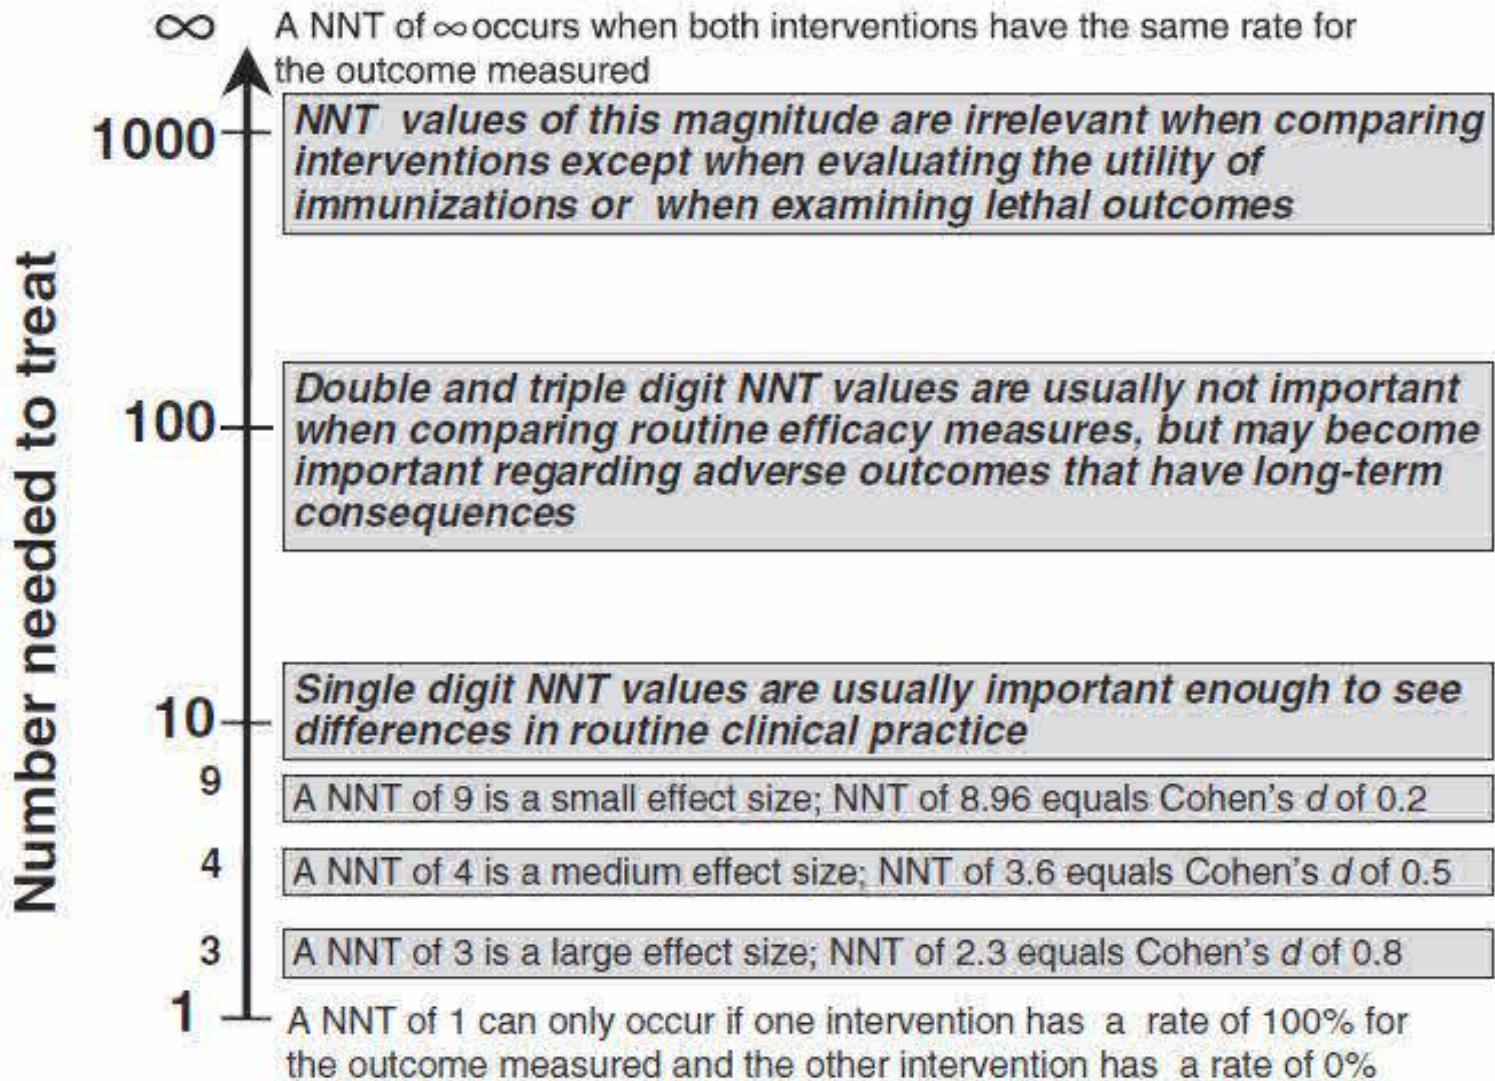 ∞ A NNT of ∞ occurs when both interventions have the same rate for
the outcome measured
1000
NNT values of this magnitude are irrelevant when comparing
interventions except when evaluating the utility of
immunizations or when examining lethal outcomes
Number needed to treat
100
Double and triple digit NNT values are usually not important
when comparing routine efficacy measures, but may become
important regarding adverse outcomes that have long-term
consequences
10
Single digit NNT values are usually important enough to see
differences in routine clinical practice
9
A NNT of 9 is a small effect size; NNT of 8.96 equals Cohen's d of 0.2
4
A NNT of 4 is a medium effect size; NNT of 3.6 equals Cohen's d of 0.5
3
A NNT of 3 is a large effect size; NNT of 2.3 equals Cohen's d of 0.8
1
A NNT of 1 can only occur if one intervention has a rate of 100% for
the outcome measured and the other intervention has a rate of 0%